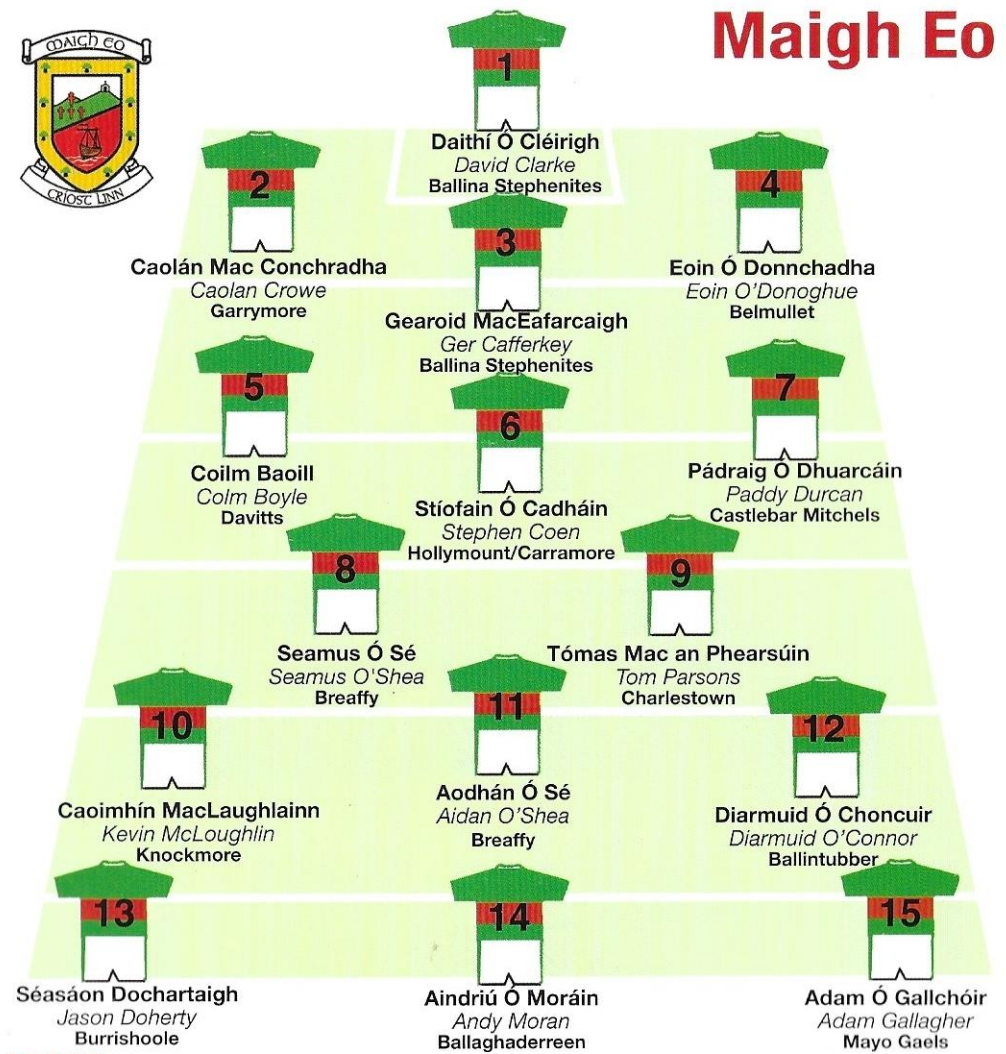 Maigh Eo
MAIGH EO
CRÍOST LINN
1
Daithí Ó Cléirigh
David Clarke
Ballina Stephenites
2
Caolán Mac Conchradha
Caolan Crowe
Garrymore
3
Gearoid MacEafarcaigh
Ger Cafferkey
Ballina Stephenites
4
Eoin Ó Donnchadha
Eoin O'Donoghue
Belmullet
5
Coilm Baoill
Colm Boyle
Davitts
6
Stíofain Ó Cadháin
Stephen Coen
Hollymount/Carramore
7
Pádraig Ó Dhuarcáin
Paddy Durcan
Castlebar Mitchels
8
Seamus Ó Sé
Seamus O'Shea
Breaffy
9
Tómas Mac an Phearsúin
Tom Parsons
Charlestown
10
Caoimhín MacLaughlainn
Kevin McLoughlin
Knockmore
11
Aodhán Ó Sé
Aidan O'Shea
Breaffy
12
Diarmuid Ó Choncuir
Diarmuid O'Connor
Ballintubber
13
Séasáon Dochartaigh
Jason Doherty
Burrishoole
14
Aindriú Ó Moráin
Andy Moran
Ballaghaderreen
15
Adam Ó Gallchóir
Adam Gallagher
Mayo Gaels